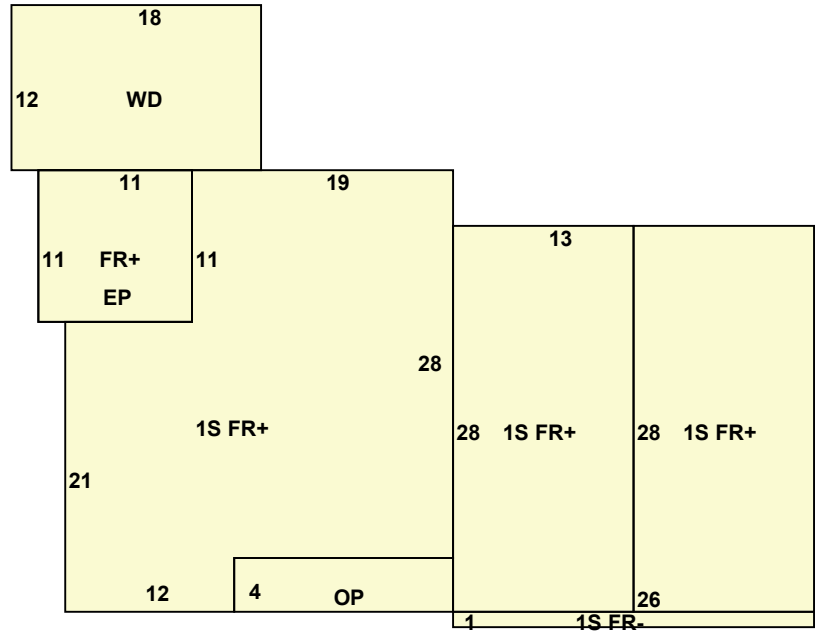 18
12 WD
11 19
13
11 FR+ 11
EP
28
1S FR+
28 1S FR+ 28 1S FR+
21
12 4 OP 26
1 1S FR-